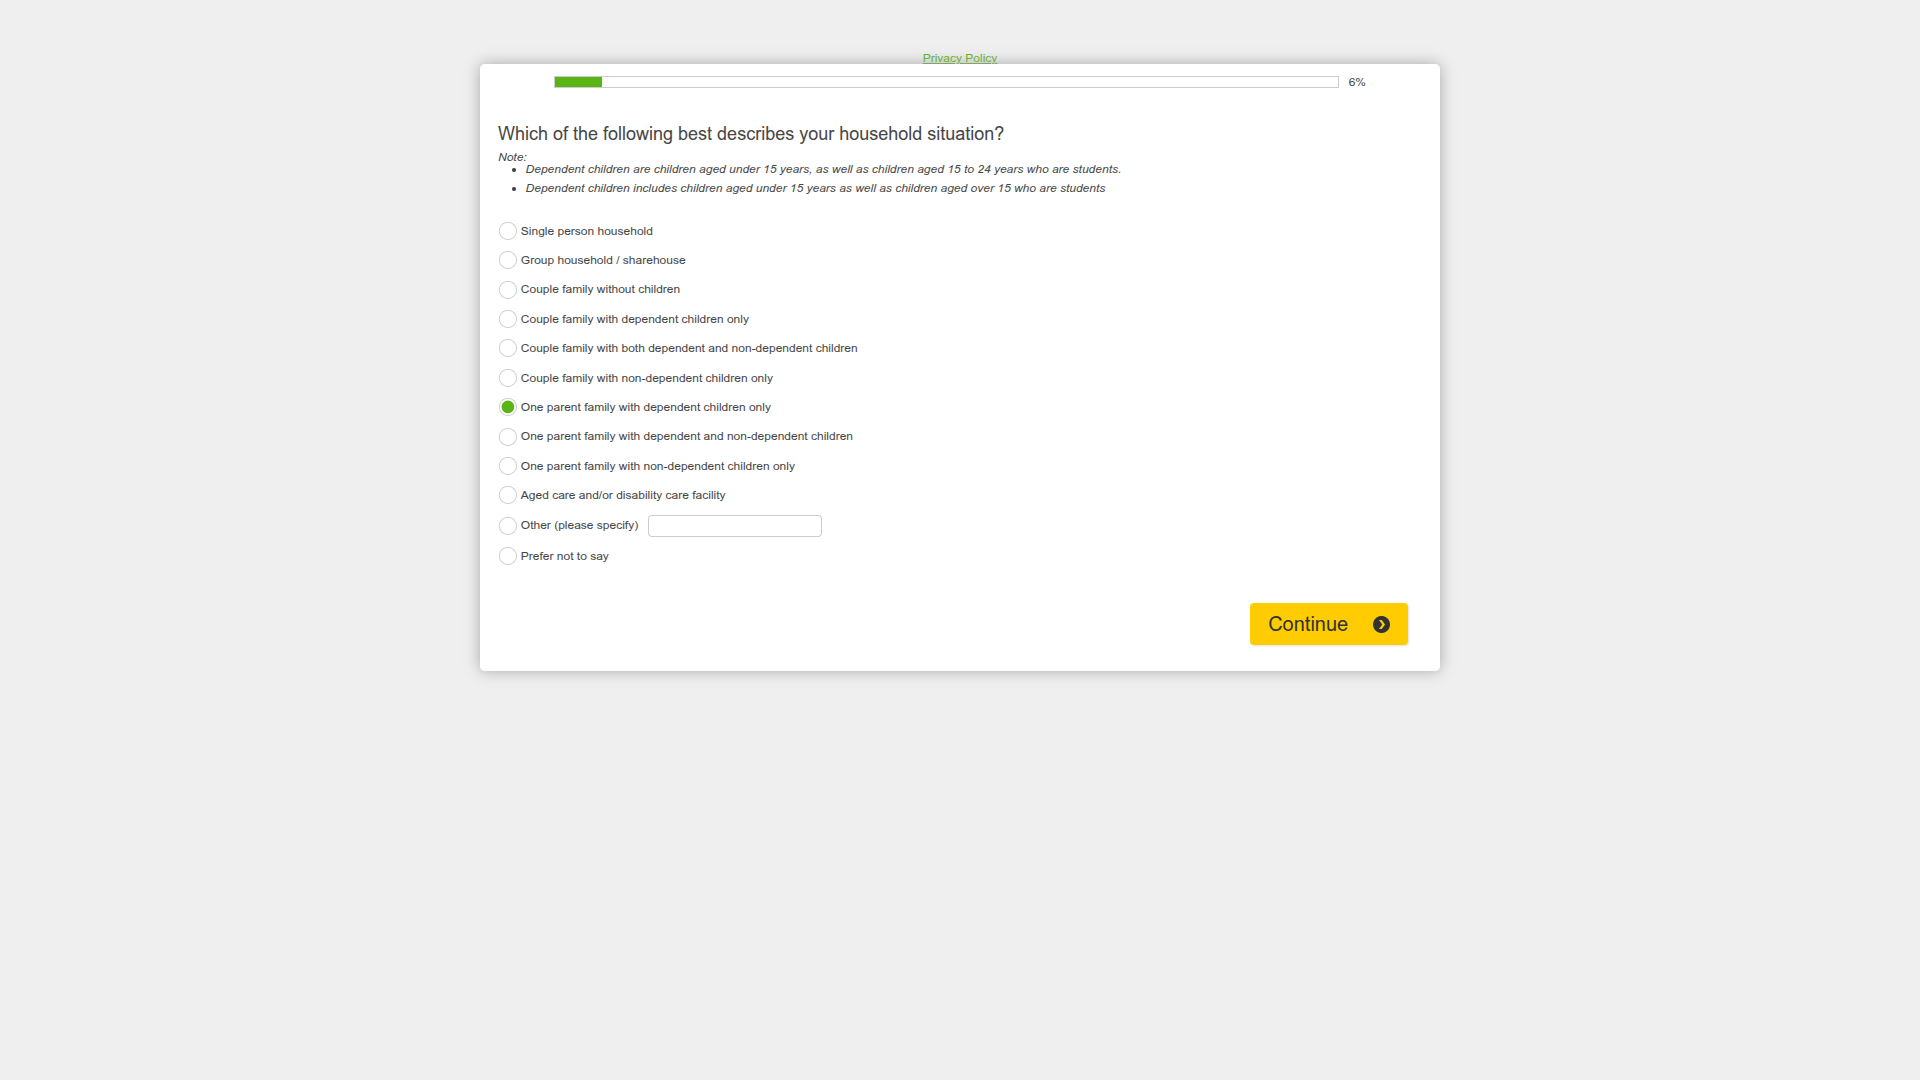 Privacy Policy
6%
Which of the following best describes your household situation?
Note:
Dependent children are children aged under 15 years, as well as children aged 15 to 24 years who are students.
Dependent children includes children aged under 15 years as well as children aged over 15 who are students
Single person household
Group household / sharehouse
Couple family without children
Couple family with dependent children only
Couple family with both dependent and non-dependent children
Couple family with non-dependent children only
One parent family with dependent children only
One parent family with dependent and non-dependent children
One parent family with non-dependent children only
Aged care and/or disability care facility
Other (please specify)
Prefer not to say
Continue